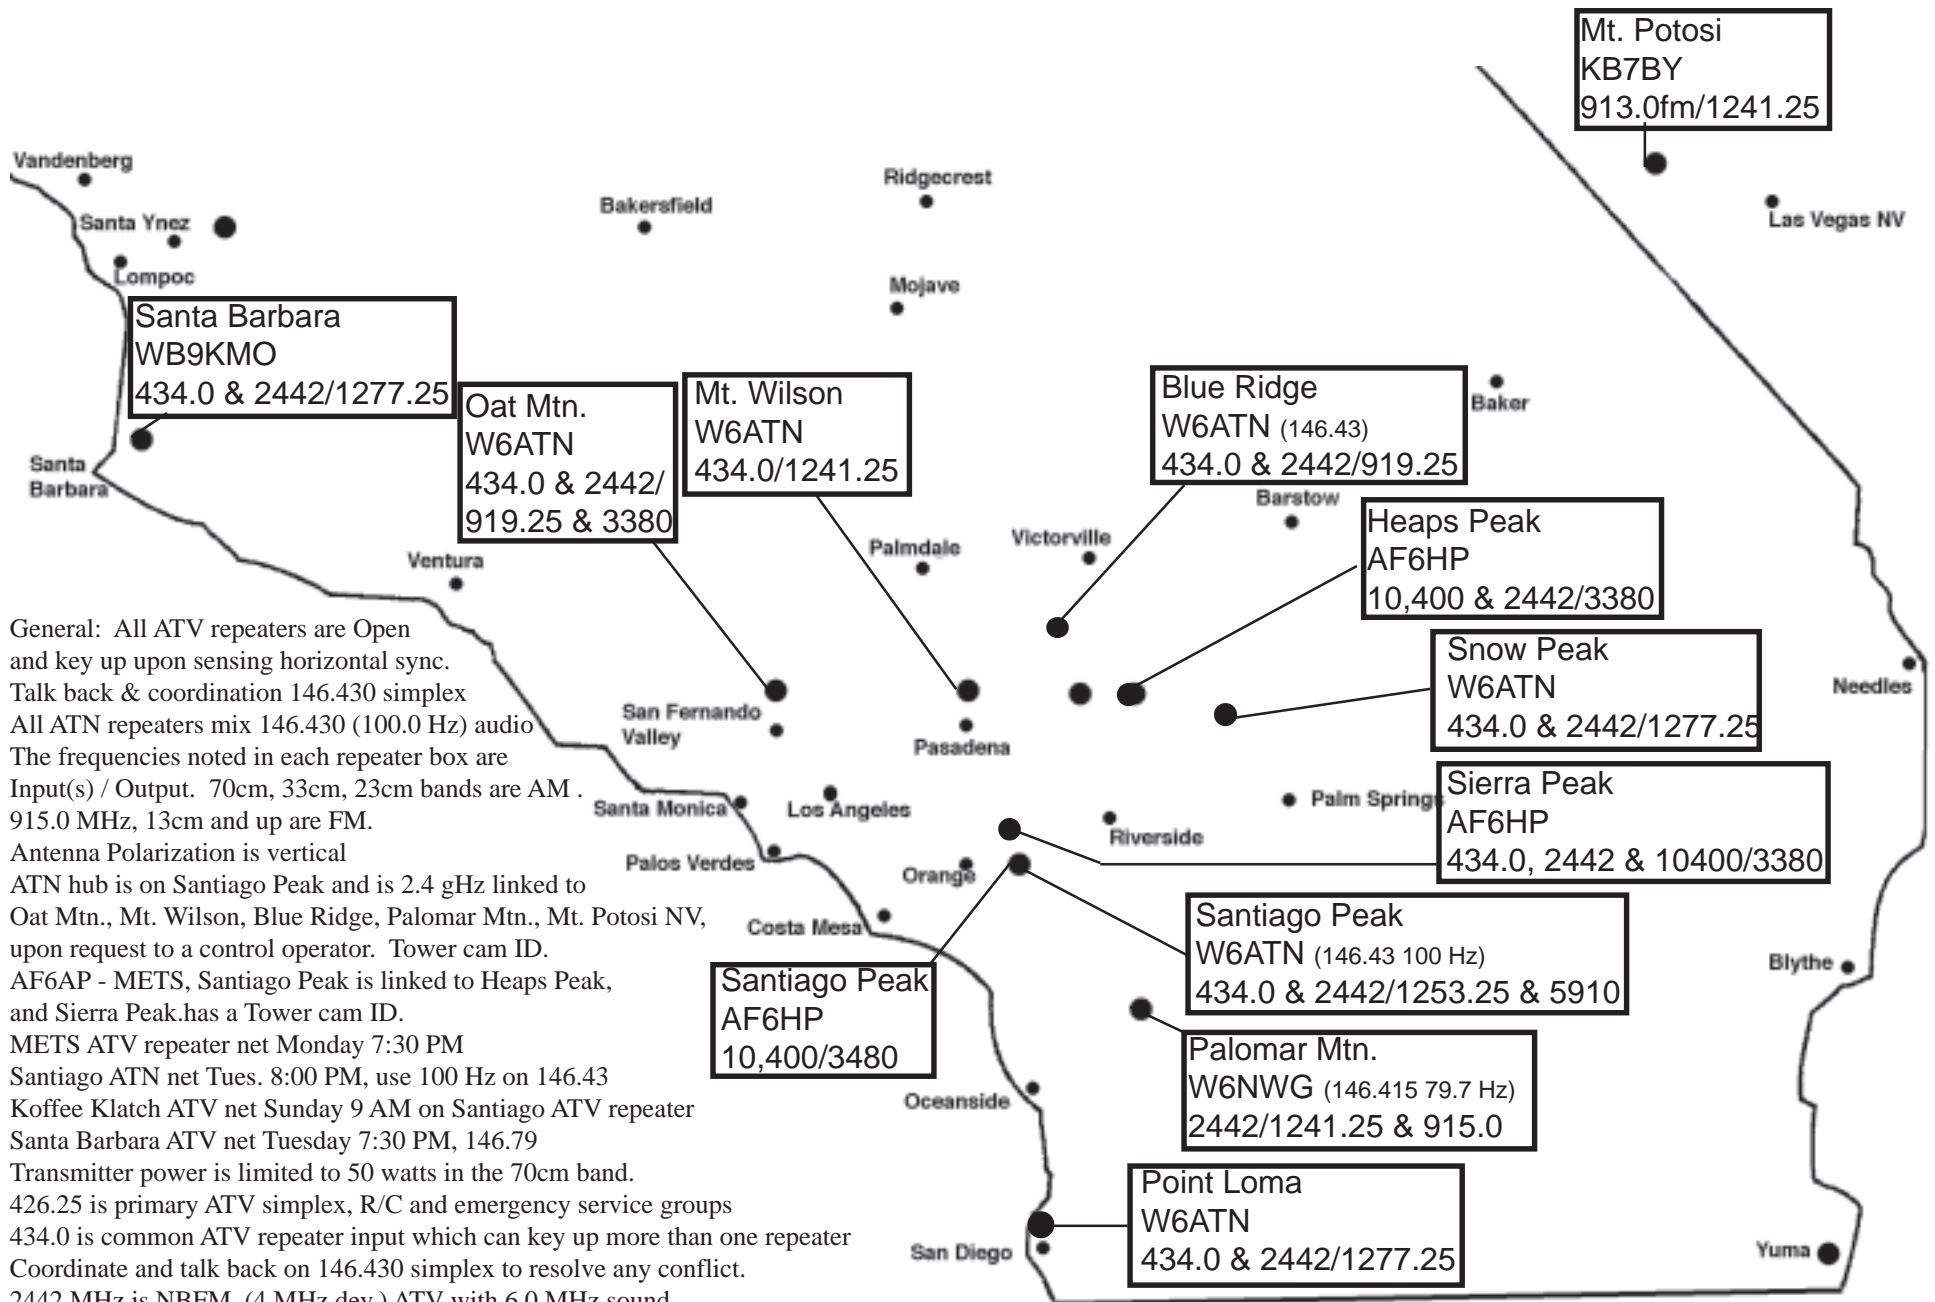 Mt. Potosi
KB7BY
913.0fm/1241.25
Vandenberg
Ridgecrest
Santa Ynez
Bakersfield
Las Vegas NV
Lompoc
Mojave
Santa Barbara
WB9KMO
434.0 & 2442/1277.25
Oat Mtn.
W6ATN
434.0 & 2442/
919.25 & 3380
Mt. Wilson
W6ATN
434.0/1241.25
Blue Ridge
W6ATN (146.43)
434.0 & 2442/919.25
Baker
Santa
Barbara
Barstow
Heaps Peak
AF6HP
10,400 & 2442/3380
Ventura
Palmdale
Victorville
Snow Peak
W6ATN
434.0 & 2442/1277.25
Needles
San Fernando
Valley
Pasadena
Santa Monica
Los Angeles
Palm Springs
Riverside
Sierra Peak
AF6HP
434.0, 2442 & 10400/3380
Palos Verdes
Orange
Costa Mesa
Santiago Peak
W6ATN (146.43 100 Hz)
434.0 & 2442/1253.25 & 5910
Blythe
Santiago Peak
AF6HP
10,400/3480
Palomar Mtn.
W6NWG (146.415 79.7 Hz)
2442/1241.25 & 915.0
Oceanside
Point Loma
W6ATN
434.0 & 2442/1277.25
San Diego
Yuma
General: All ATV repeaters are Open
and key up upon sensing horizontal sync.
Talk back & coordination 146.430 simplex
All ATN repeaters mix 146.430 (100.0 Hz) audio
The frequencies noted in each repeater box are
Input(s) / Output. 70cm, 33cm, 23cm bands are AM .
915.0 MHz, 13cm and up are FM.
Antenna Polarization is vertical
ATN hub is on Santiago Peak and is 2.4 gHz linked to
Oat Mtn., Mt. Wilson, Blue Ridge, Palomar Mtn., Mt. Potosi NV,
upon request to a control operator. Tower cam ID.
AF6AP - METS, Santiago Peak is linked to Heaps Peak,
and Sierra Peak.has a Tower cam ID.
METS ATV repeater net Monday 7:30 PM
Santiago ATN net Tues. 8:00 PM, use 100 Hz on 146.43
Koffee Klatch ATV net Sunday 9 AM on Santiago ATV repeater
Santa Barbara ATV net Tuesday 7:30 PM, 146.79
Transmitter power is limited to 50 watts in the 70cm band.
426.25 is primary ATV simplex, R/C and emergency service groups
434.0 is common ATV repeater input which can key up more than one repeater
Coordinate and talk back on 146.430 simplex to resolve any conflict.
2442 MHz is NBFM (4 MHz dev.) ATV with 6.0 MHz sound